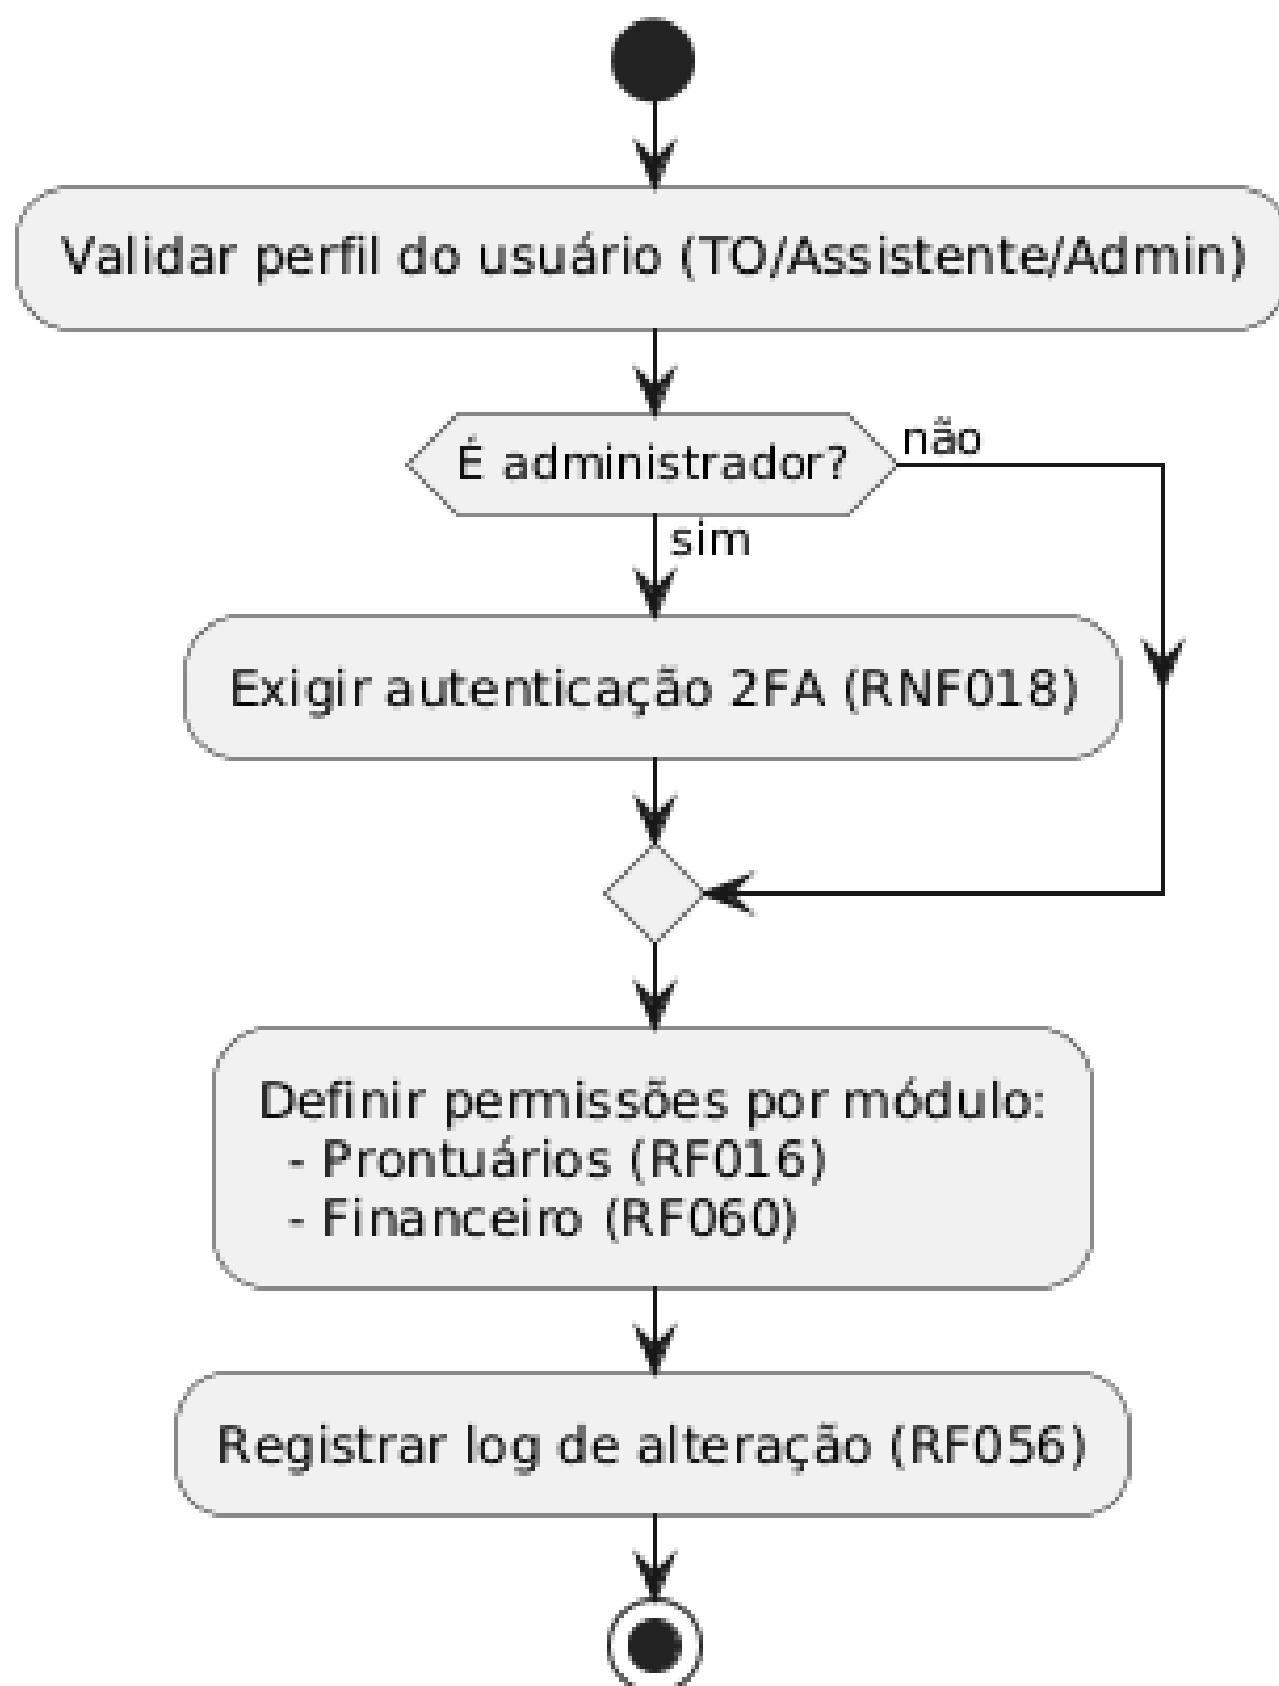 Validar perfil do usuário (TO/Assistente/Admin)
É administrador?
não
sim
Exigir autenticação 2FA (RNF018)
Definir permissões por módulo:
- Prontuários (RF016)
- Financeiro (RF060)
Registrar log de alteração (RF056)